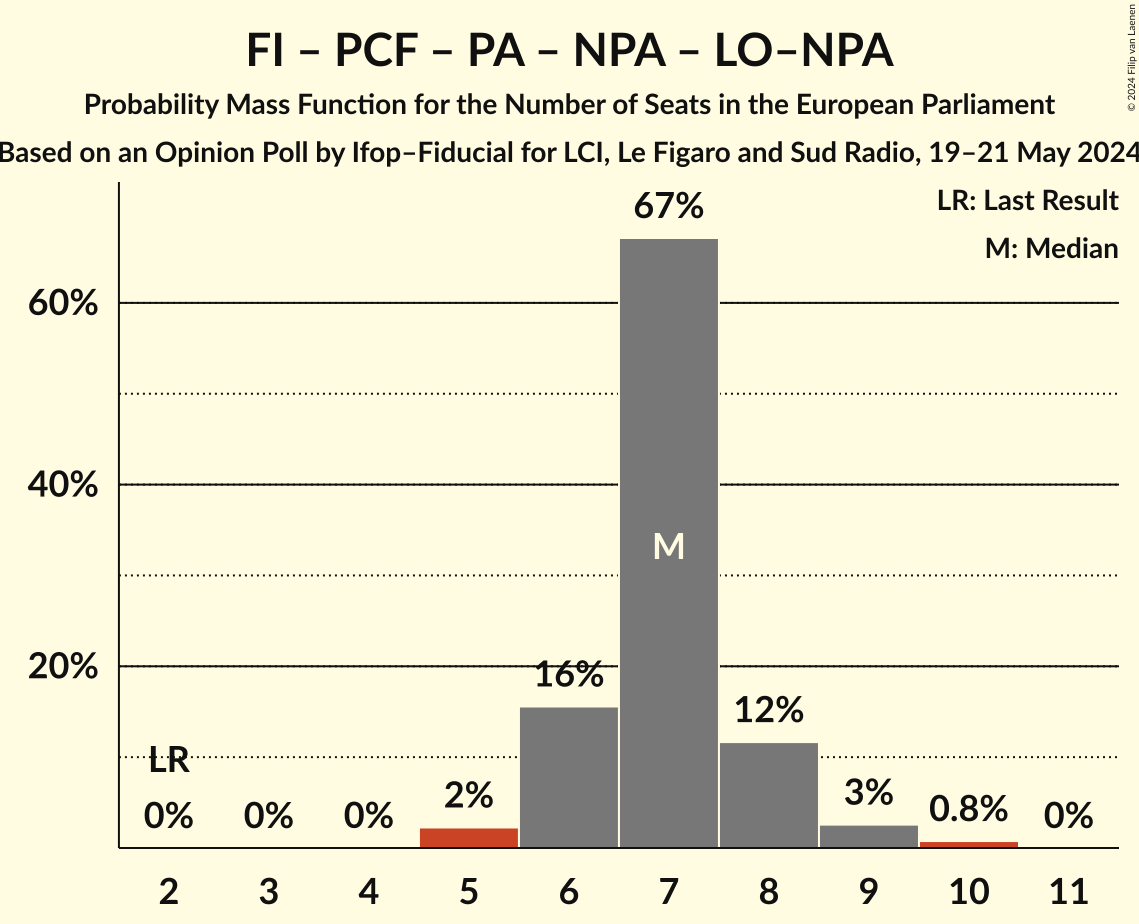 FI – PCF – PA – NPA – LO–NPA
Probability Mass Function for the Number of Seats in the European Parliament
Based on an Opinion Poll by Ifop–Fiducial for LCI, Le Figaro and Sud Radio, 19–21 May 2024
© 2024 Filip van Laenen
LR: Last Result
M: Median
67%
60%
40%
M
20%
16%
12%
LR
0%
0%
0%
2%
3%
0.8%
0%
2 3 4 5 6 7 8 9 10 11